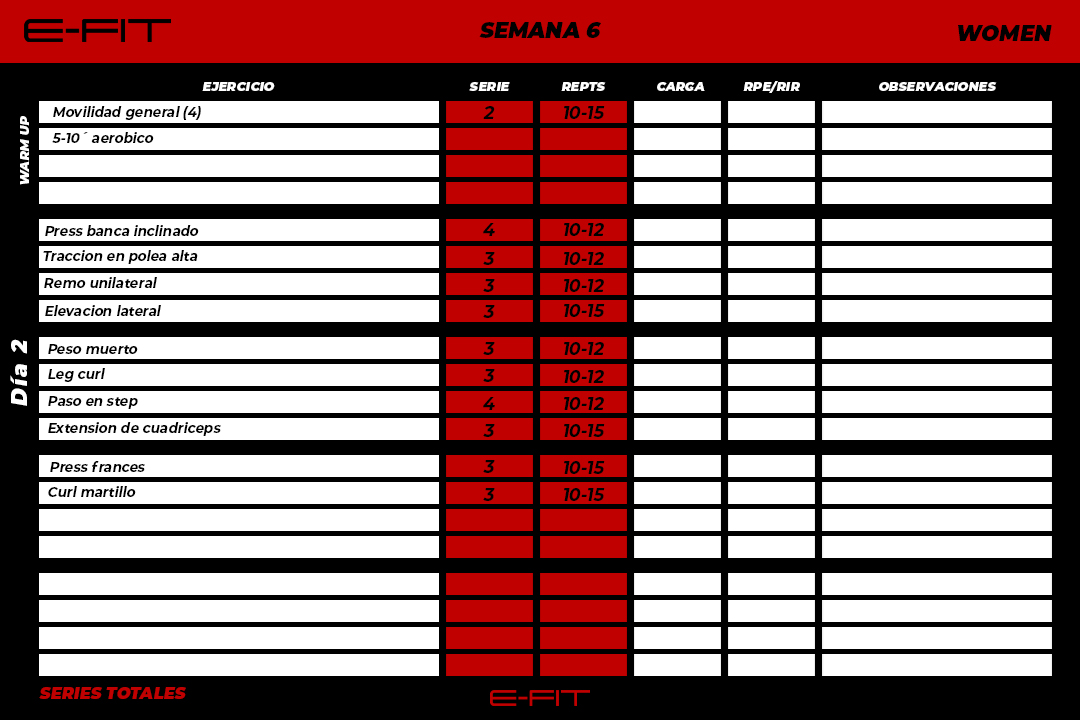 E-FIT SEMANA 6 WOMEN
EJERCICIO SERIE REPTS CARGA RPE/RIR OBSERVACIONES
WARM UP
Movilidad general (4) 2 10-15
5-10´ aerobico
Día 2
Press banca inclinado 4 10-12
Traccion en polea alta 3 10-12
Remo unilateral 3 10-12
Elevacion lateral 3 10-15
Peso muerto 3 10-12
Leg curl 3 10-12
Paso en step 4 10-12
Extension de cuadriceps 3 10-15
Press frances 3 10-15
Curl martillo 3 10-15
SERIES TOTALES E-FIT